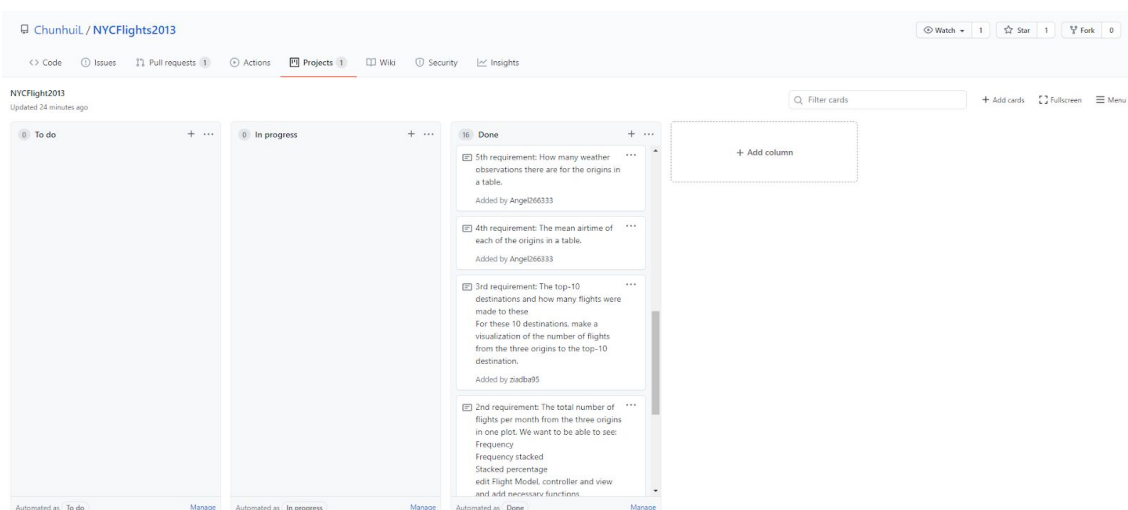 ChunhuiL / NYCFlights2013
Watch 1 Star 1 Fork 0
<> Code Issues Pull requests 1 Actions Projects 1 Wiki Security Insights
NYCFlight2013
Updated 24 minutes ago
Filter cards
+ Add cards Fullscreen Menu
0 To do + ...
0 In progress + ...
16 Done + ...
+ Add column
5th requirement: How many weather ...
observations there are for the origins in
a table.
Added by Angel266333
4th requirement: The mean airtime of ...
each of the origins in a table.
Added by Angel266333
3rd requirement: The top-10 ...
destinations and how many flights were
made to these
For these 10 destinations, make a
visualization of the number of flights
from the three origins to the top-10
destination.
Added by ziadba95
2nd requirement: The total number of ...
flights per month from the three origins
in one plot. We want to be able to see:
Frequency
Frequency stacked
Stacked percentage
edit Flight Model, controller and view
and add necessary functions
Automated as To do Manage
Automated as In progress Manage
Automated as Done Manage